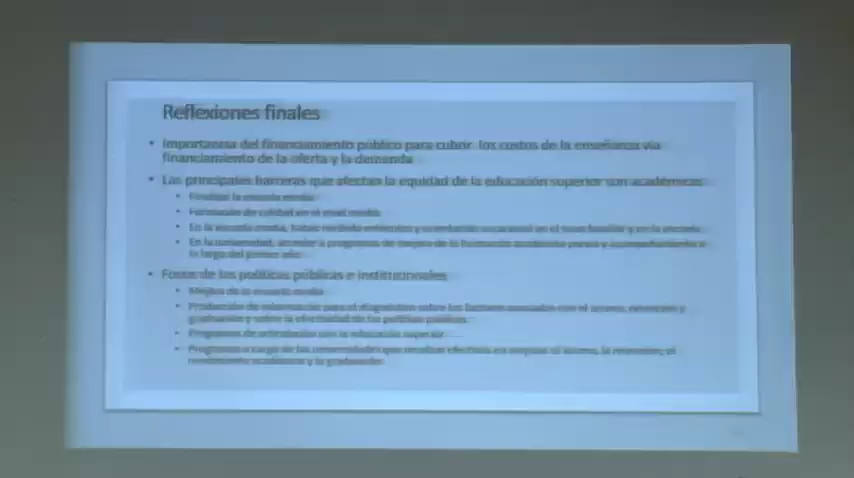 Reflexiones finales
• Importancia del financiamiento público para cubrir los costos de la enseñanza vía
financiamiento de la oferta y la demanda
• Las principales barreras que afectan la equidad de la educación superior son académicas
• Finalizar la escuela media
• Formación de calidad en el nivel medio
• En la escuela media, haber recibido estímulos y orientación vocacional en el seno familiar y en la escuela
• En la universidad, acceder a programas de mejora de la formación académica previa y acompañamiento a
lo largo del primer año
• Focos de las políticas públicas e institucionales
• Mejora de la escuela media
• Producción de información para el diagnóstico sobre los factores asociados con el acceso, retención y
graduación y sobre la efectividad de las políticas públicas
• Programas de articulación con la educación superior
• Programas a cargo de las universidades que resultan efectivos en mejorar el acceso, la retención, el
rendimiento académico y la graduación